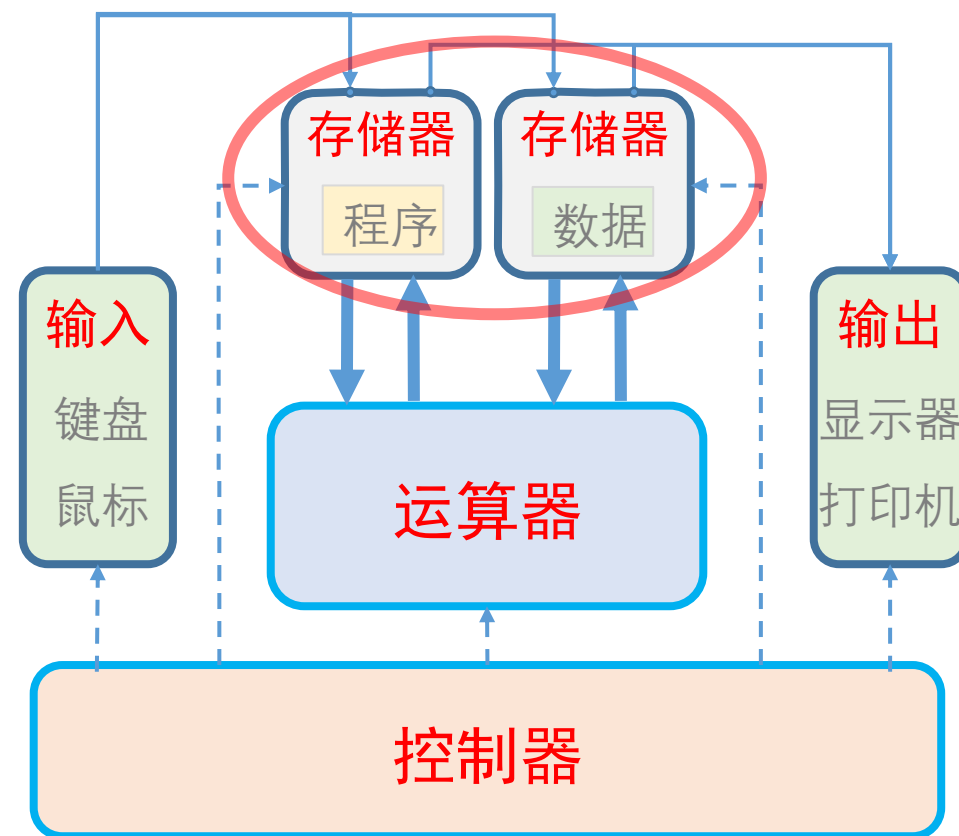 存储器
程序
存储器
数据
输入
键盘
鼠标
输出
显示器
打印机
运算器
控制器